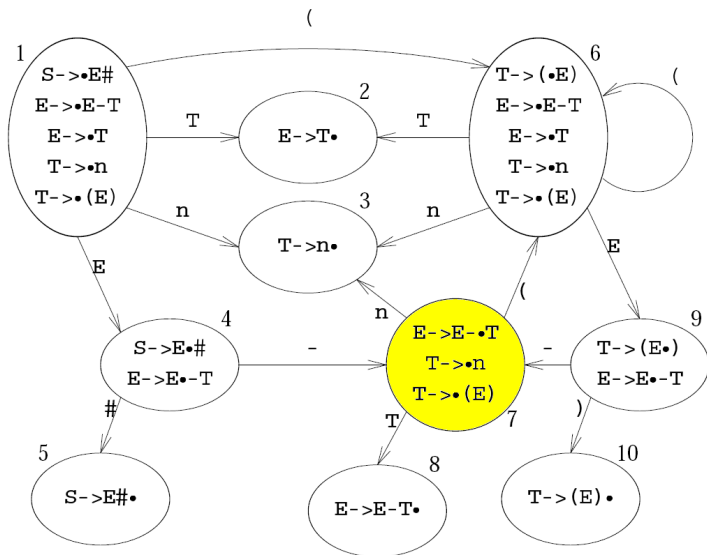 (
1
S->•E#
E->•E-T
E->•T
T->•n
T->•(E)
T
2
E->T•
T
6
T->(•E)
E->•E-T
E->•T
T->•n
T->•(E)
(
n
3
T->n•
n
E
E
4
S->E•#
E->E•-T
-
n
(
E->E-•T
T->•n
T->•(E)
7
-
9
T->(E•)
E->E•-T
#
T
)
5
S->E#•
8
E->E-T•
10
T->(E)•